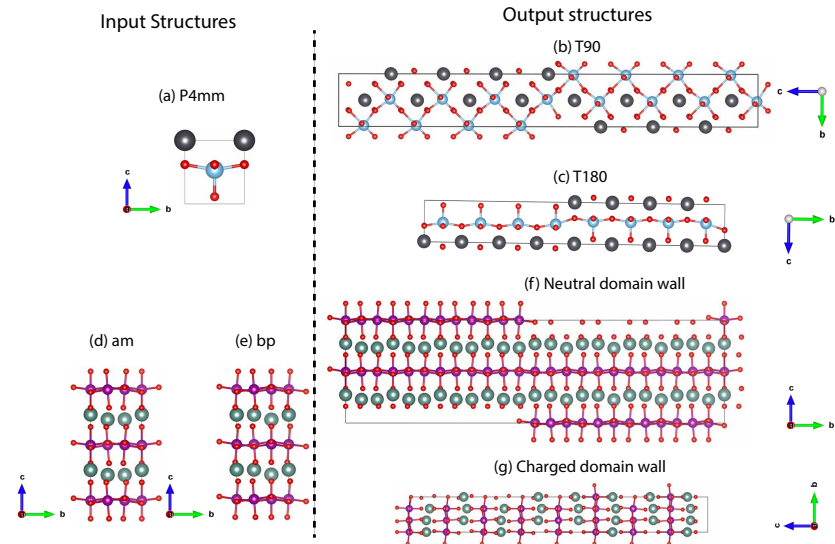 Input Structures
Output structures
(a) P4mm
c
b
(b) T90
c
b
(c) T180
b
c
(d) am
(e) bp
c
b
c
b
(f) Neutral domain wall
c
b
(g) Charged domain wall
b
c